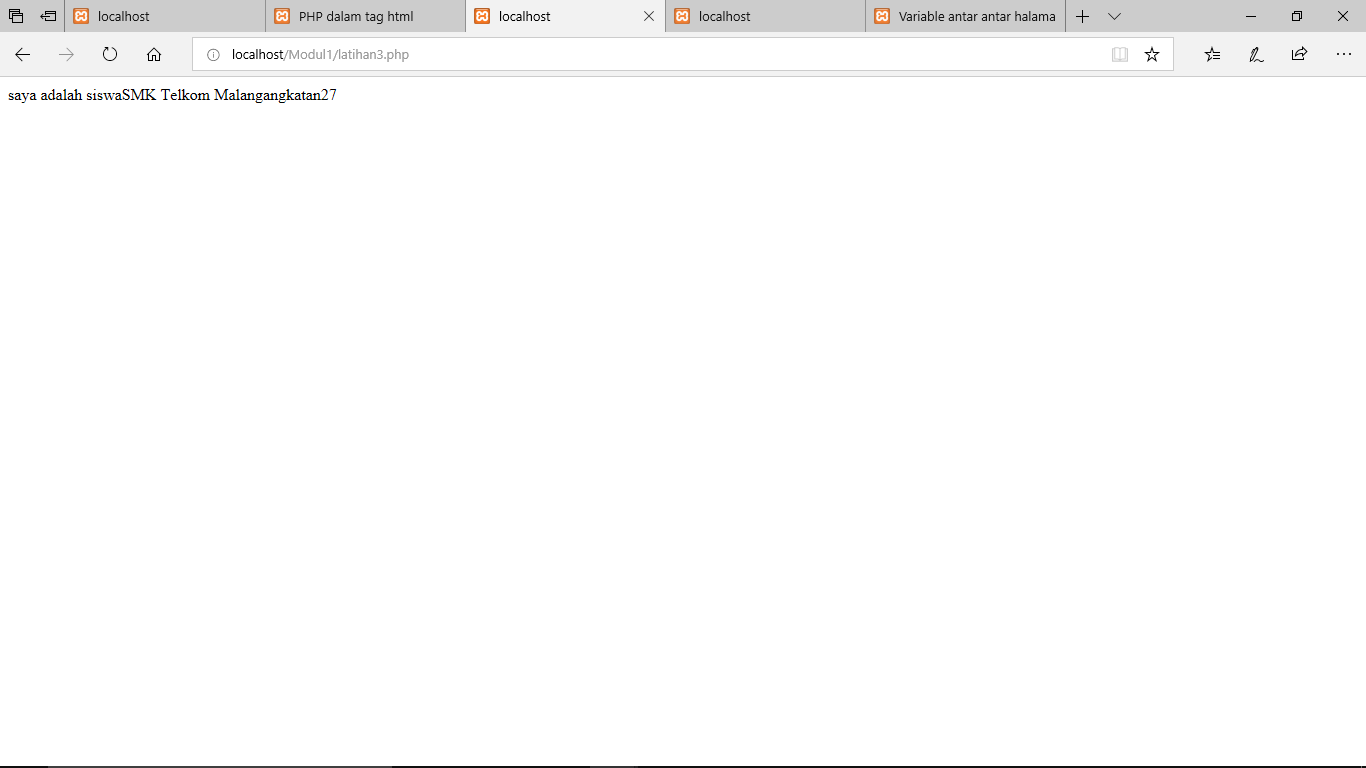 localhost
PHP dalam tag html
localhost
localhost
Variable antar antar halama
localhost/Modul1/latihan3.php
saya adalah siswaSMK Telkom Malangangkatan27